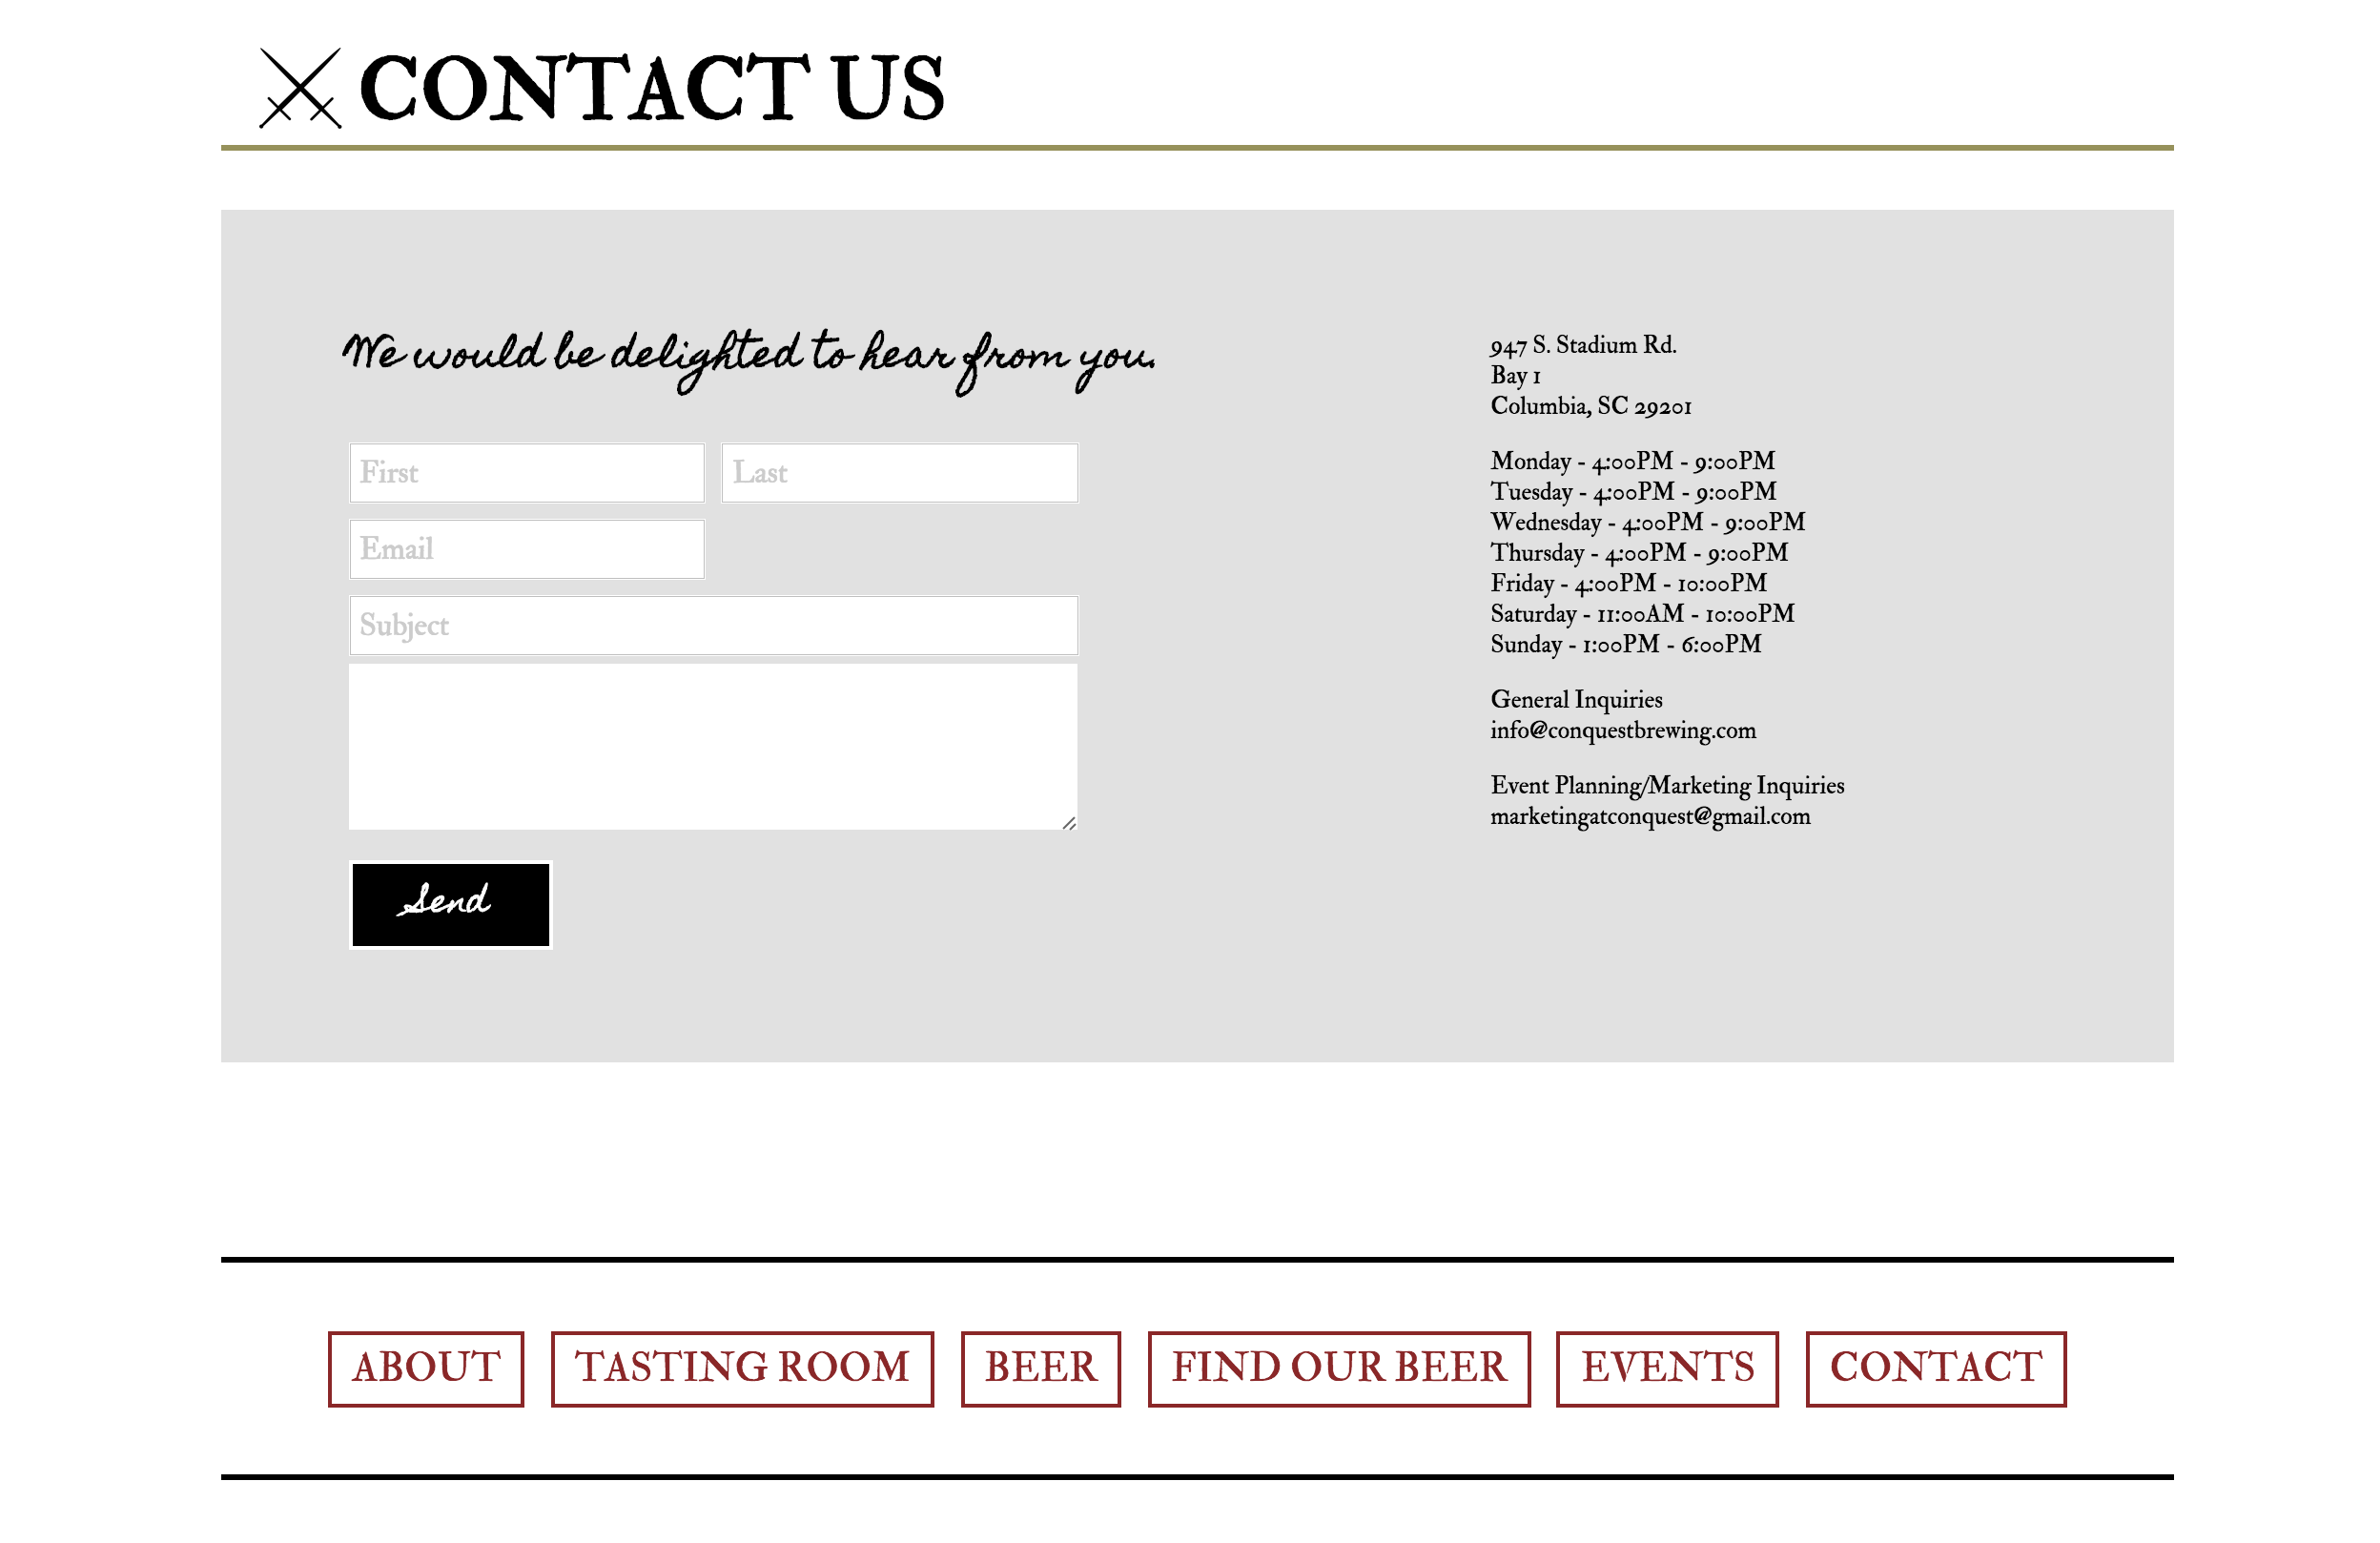 CONTACT US
We would be delighted to hear from you.
First
Last
Email
Subject
Send
947 S. Stadium Rd.
Bay 1
Columbia, SC 29201
Monday - 4:00PM - 9:00PM
Tuesday - 4:00PM - 9:00PM
Wednesday - 4:00PM - 9:00PM
Thursday - 4:00PM - 9:00PM
Friday - 4:00PM - 10:00PM
Saturday - 11:00AM - 10:00PM
Sunday - 1:00PM - 6:00PM
General Inquiries
info@conquestbrewing.com
Event Planning/Marketing Inquiries
marketingatconquest@gmail.com
ABOUT
TASTING ROOM
BEER
FIND OUR BEER
EVENTS
CONTACT